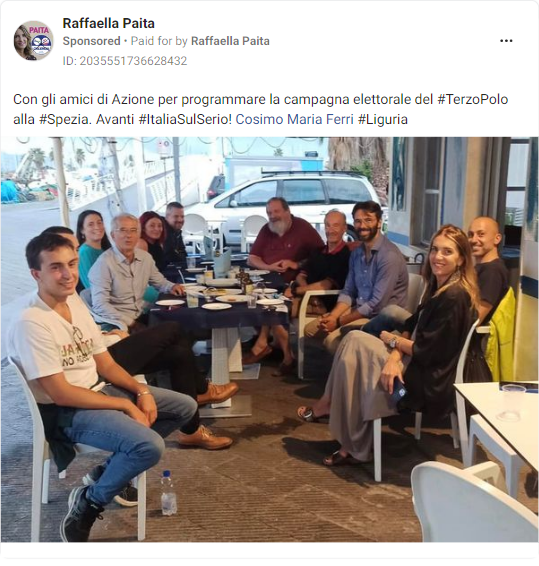 Raffaella Paita
Sponsored • Paid for by Raffaella Paita
ID: 2035551736628432
Con gli amici di Azione per programmare la campagna elettorale del #TerzoPolo
alla #Spezia. Avanti #ItaliaSulSerio! Cosimo Maria Ferri #Liguria
PAITA